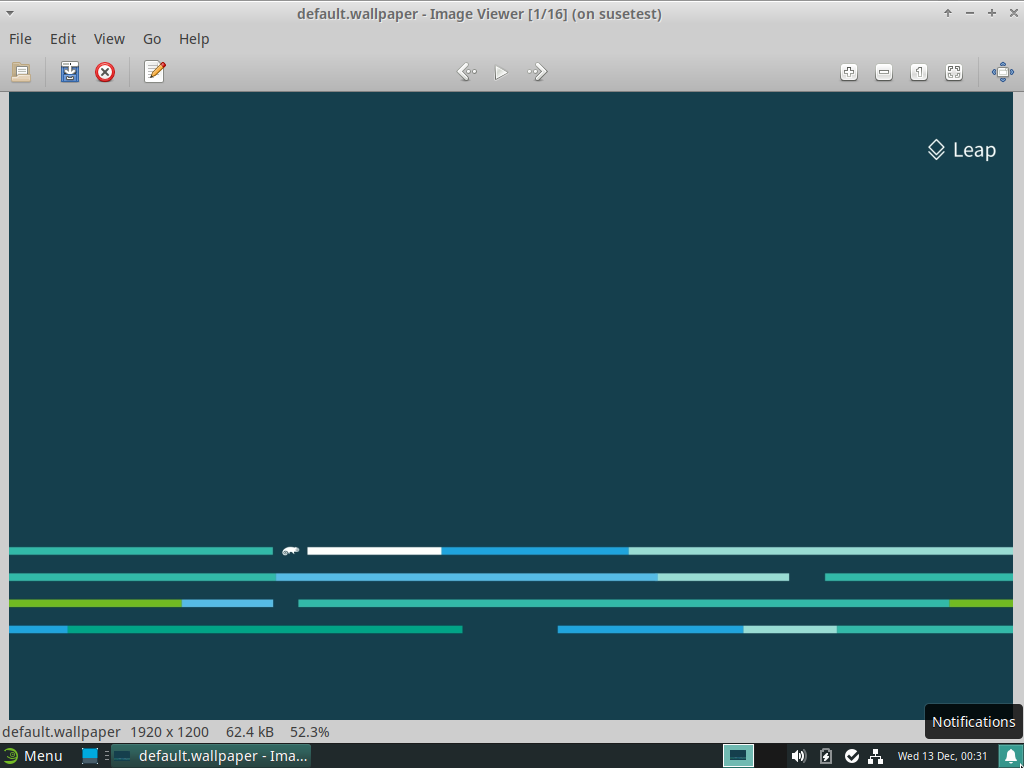 default.wallpaper - Image Viewer [1/16] (on susetest)
File Edit View Go Help
Leap
Notifications
default.wallpaper 1920 x 1200 62.4 kB 52.3%
Menu default.wallpaper - Ima... Wed 13 Dec, 00:31